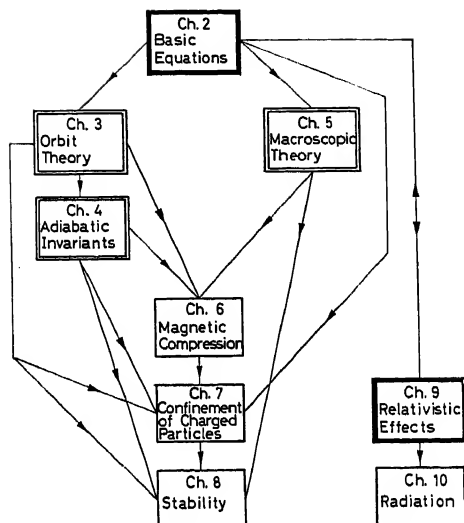 Ch. 2
Basic
Equations
Ch. 3
Orbit
Theory
Ch. 5
Macroscopic
Theory
Ch. 4
Adiabatic
Invariants
Ch. 6
Magnetic
Compression
Ch. 7
Confinement
of Charged
Particles
Ch. 9
Relativistic
Effects
Ch. 8
Stability
Ch. 10
Radiation